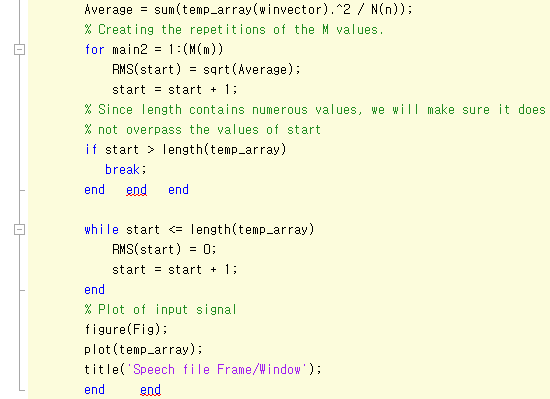 Average = sum(temp_array(winvector).^2 / N(n));
% Creating the repetitions of the M values.
for main2 = 1:(M(m))
RMS(start) = sqrt(Average);
start = start + 1;
% Since length contains numerous values, we will make sure it does
% not overpass the values of start
if start > length(temp_array)
break;
end end end
while start <= length(temp_array)
RMS(start) = 0;
start = start + 1;
end
% Plot of input signal
figure(Fig);
plot(temp_array);
title('Speech file Frame/Window');
end end